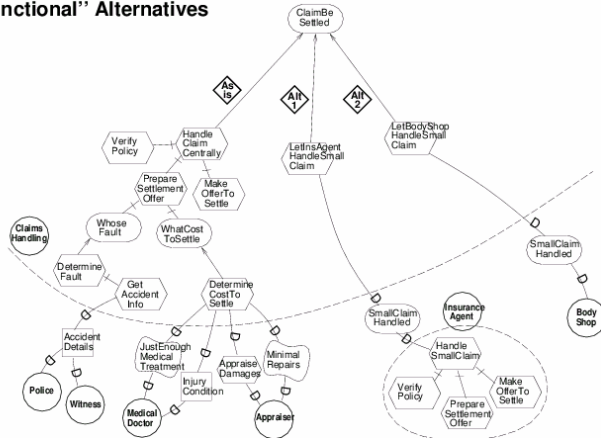 nctional” Alternatives
ClaimBe
Settled
As
is
Alt
1
Alt
2
Verify
Policy
Handle
Claim
Centrally
LetInsAgent
HandleSmall
Claim
LetBodyShop
HandleSmall
Claim
Prepare
Settlement
Offer
Make
OfferTo
Settle
Claims
Handling
Whose
Fault
WhatCost
ToSettle
SmallClaim
Handled
Determine
Fault
Get
Accident
Info
Determine
CostTo
Settle
SmallClaim
Handled
Insurance
Agent
Body
Shop
Accident
Details
JustEnough
Medical
Treatment
Injury
Condition
Appraise
Damages
Minimal
Repairs
Handle
SmallClaim
Police
Witness
Medical
Doctor
Appraiser
Verify
Policy
Prepare
Settlement
Offer
Make
OfferTo
Settle